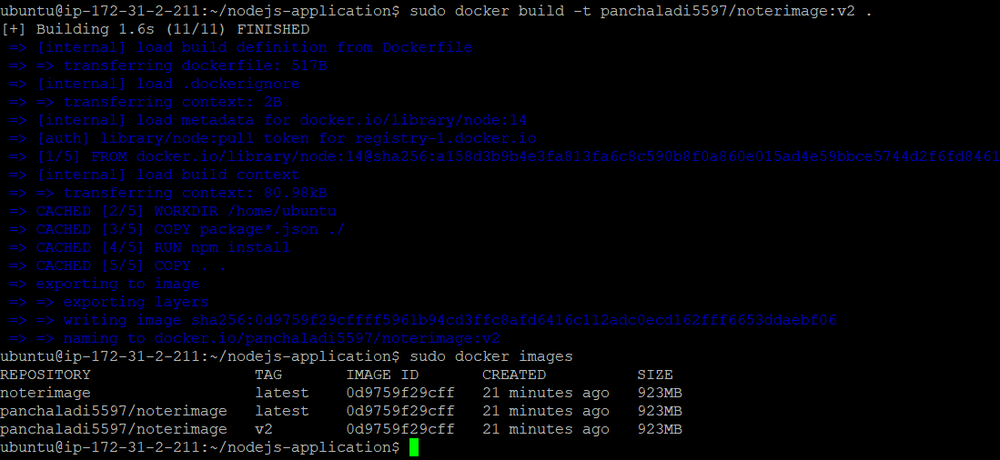 ubuntu@ip-172-31-2-211:~/nodejs-application$ sudo docker build -t panchaladi5597/noterimage:v2 .
[+] Building 1.6s (11/11) FINISHED
=> [internal] load build definition from Dockerfile
=> => transferring dockerfile: 517B
=> [internal] load .dockerignore
=> => transferring context: 2B
=> [internal] load metadata for docker.io/library/node:14
=> [auth] library/node:pull token for registry-1.docker.io
=> [1/5] FROM docker.io/library/node:14@sha256:a158d3b9b4e3fa813fa6c8c590b8f0a860e015ad4e59bbce5744d2f6fd8461
=> [internal] load build context
=> => transferring context: 80.98kB
=> CACHED [2/5] WORKDIR /home/ubuntu
=> CACHED [3/5] COPY package*.json ./
=> CACHED [4/5] RUN npm install
=> CACHED [5/5] COPY . .
=> exporting to image
=> => exporting layers
=> => writing image sha256:0d9759f29cffff5961b94cd3ffc8afd6416c112adc0ecd162fff6653ddaebf06
=> => naming to docker.io/panchaladi5597/noterimage:v2
ubuntu@ip-172-31-2-211:~/nodejs-application$ sudo docker images
REPOSITORY TAG IMAGE ID CREATED SIZE
noterimage latest 0d9759f29cff 21 minutes ago 923MB
panchaladi5597/noterimage latest 0d9759f29cff 21 minutes ago 923MB
panchaladi5597/noterimage v2 0d9759f29cff 21 minutes ago 923MB
ubuntu@ip-172-31-2-211:~/nodejs-application$